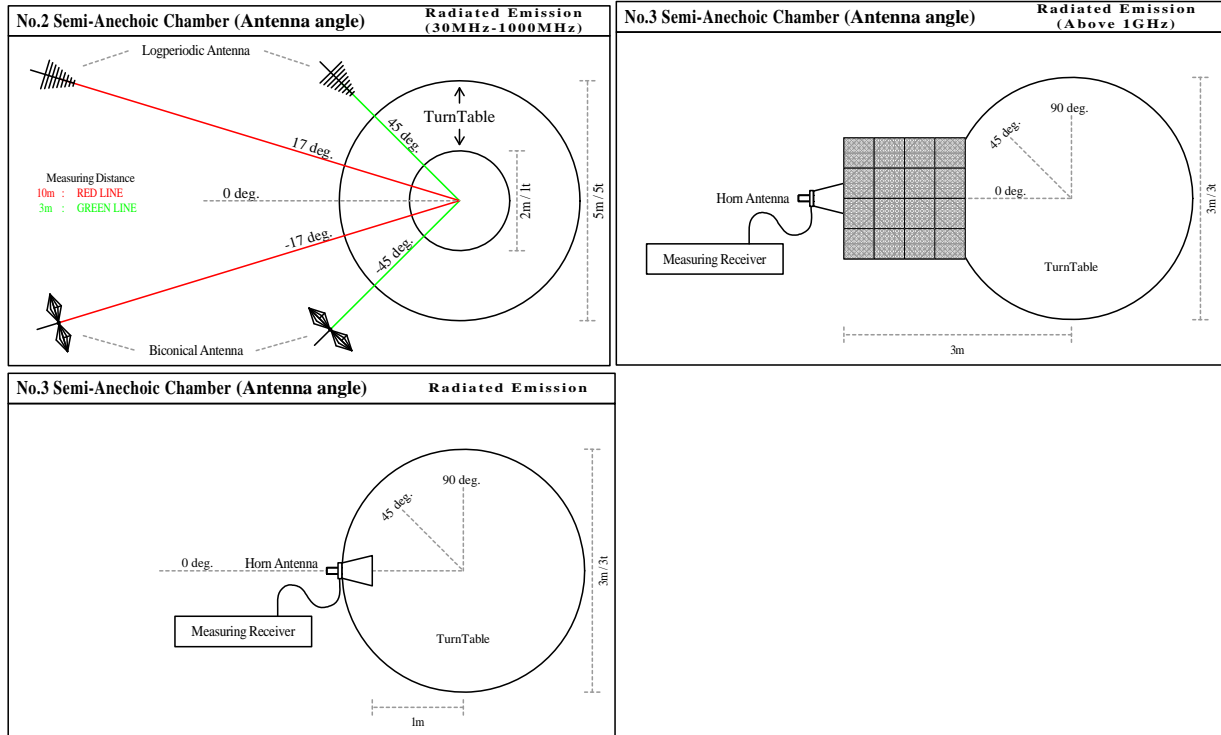 No.2 Semi-Anechoic Chamber (Antenna angle)
Radiated Emission
(30MHz-1000MHz)
Logperiodic Antenna
TurnTable
45 deg.
17 deg.
Measuring Distance
10m : RED LINE
3m : GREEN LINE
0 deg.
2m / 1t
5m / 5t
-17 deg.
-45 deg.
Biconical Antenna
No.3 Semi-Anechoic Chamber (Antenna angle)
Radiated Emission
(Above 1GHz)
90 deg.
45 deg.
Horn Antenna
0 deg.
3m / 3t
Measuring Receiver
TurnTable
3m
No.3 Semi-Anechoic Chamber (Antenna angle)
Radiated Emission
90 deg.
45 deg.
0 deg.
Horn Antenna
3m / 3t
Measuring Receiver
TurnTable
1m